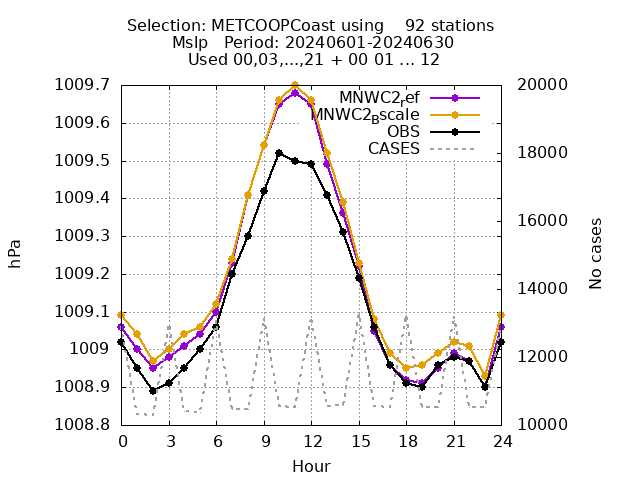 Selection: METCOOPCoast using    92 stations
Mslp   Period: 20240601-20240630
Used 00,03,...,21 + 00 01 ... 12
MNWC2ref
MNWC2Bscale
OBS
CASES
1009.7
1009.6
1009.5
1009.4
1009.3
1009.2
1009.1
1009
1008.9
1008.8
20000
18000
16000
14000
12000
10000
hPa
No cases
0 3 6 9 12 15 18 21 24
Hour